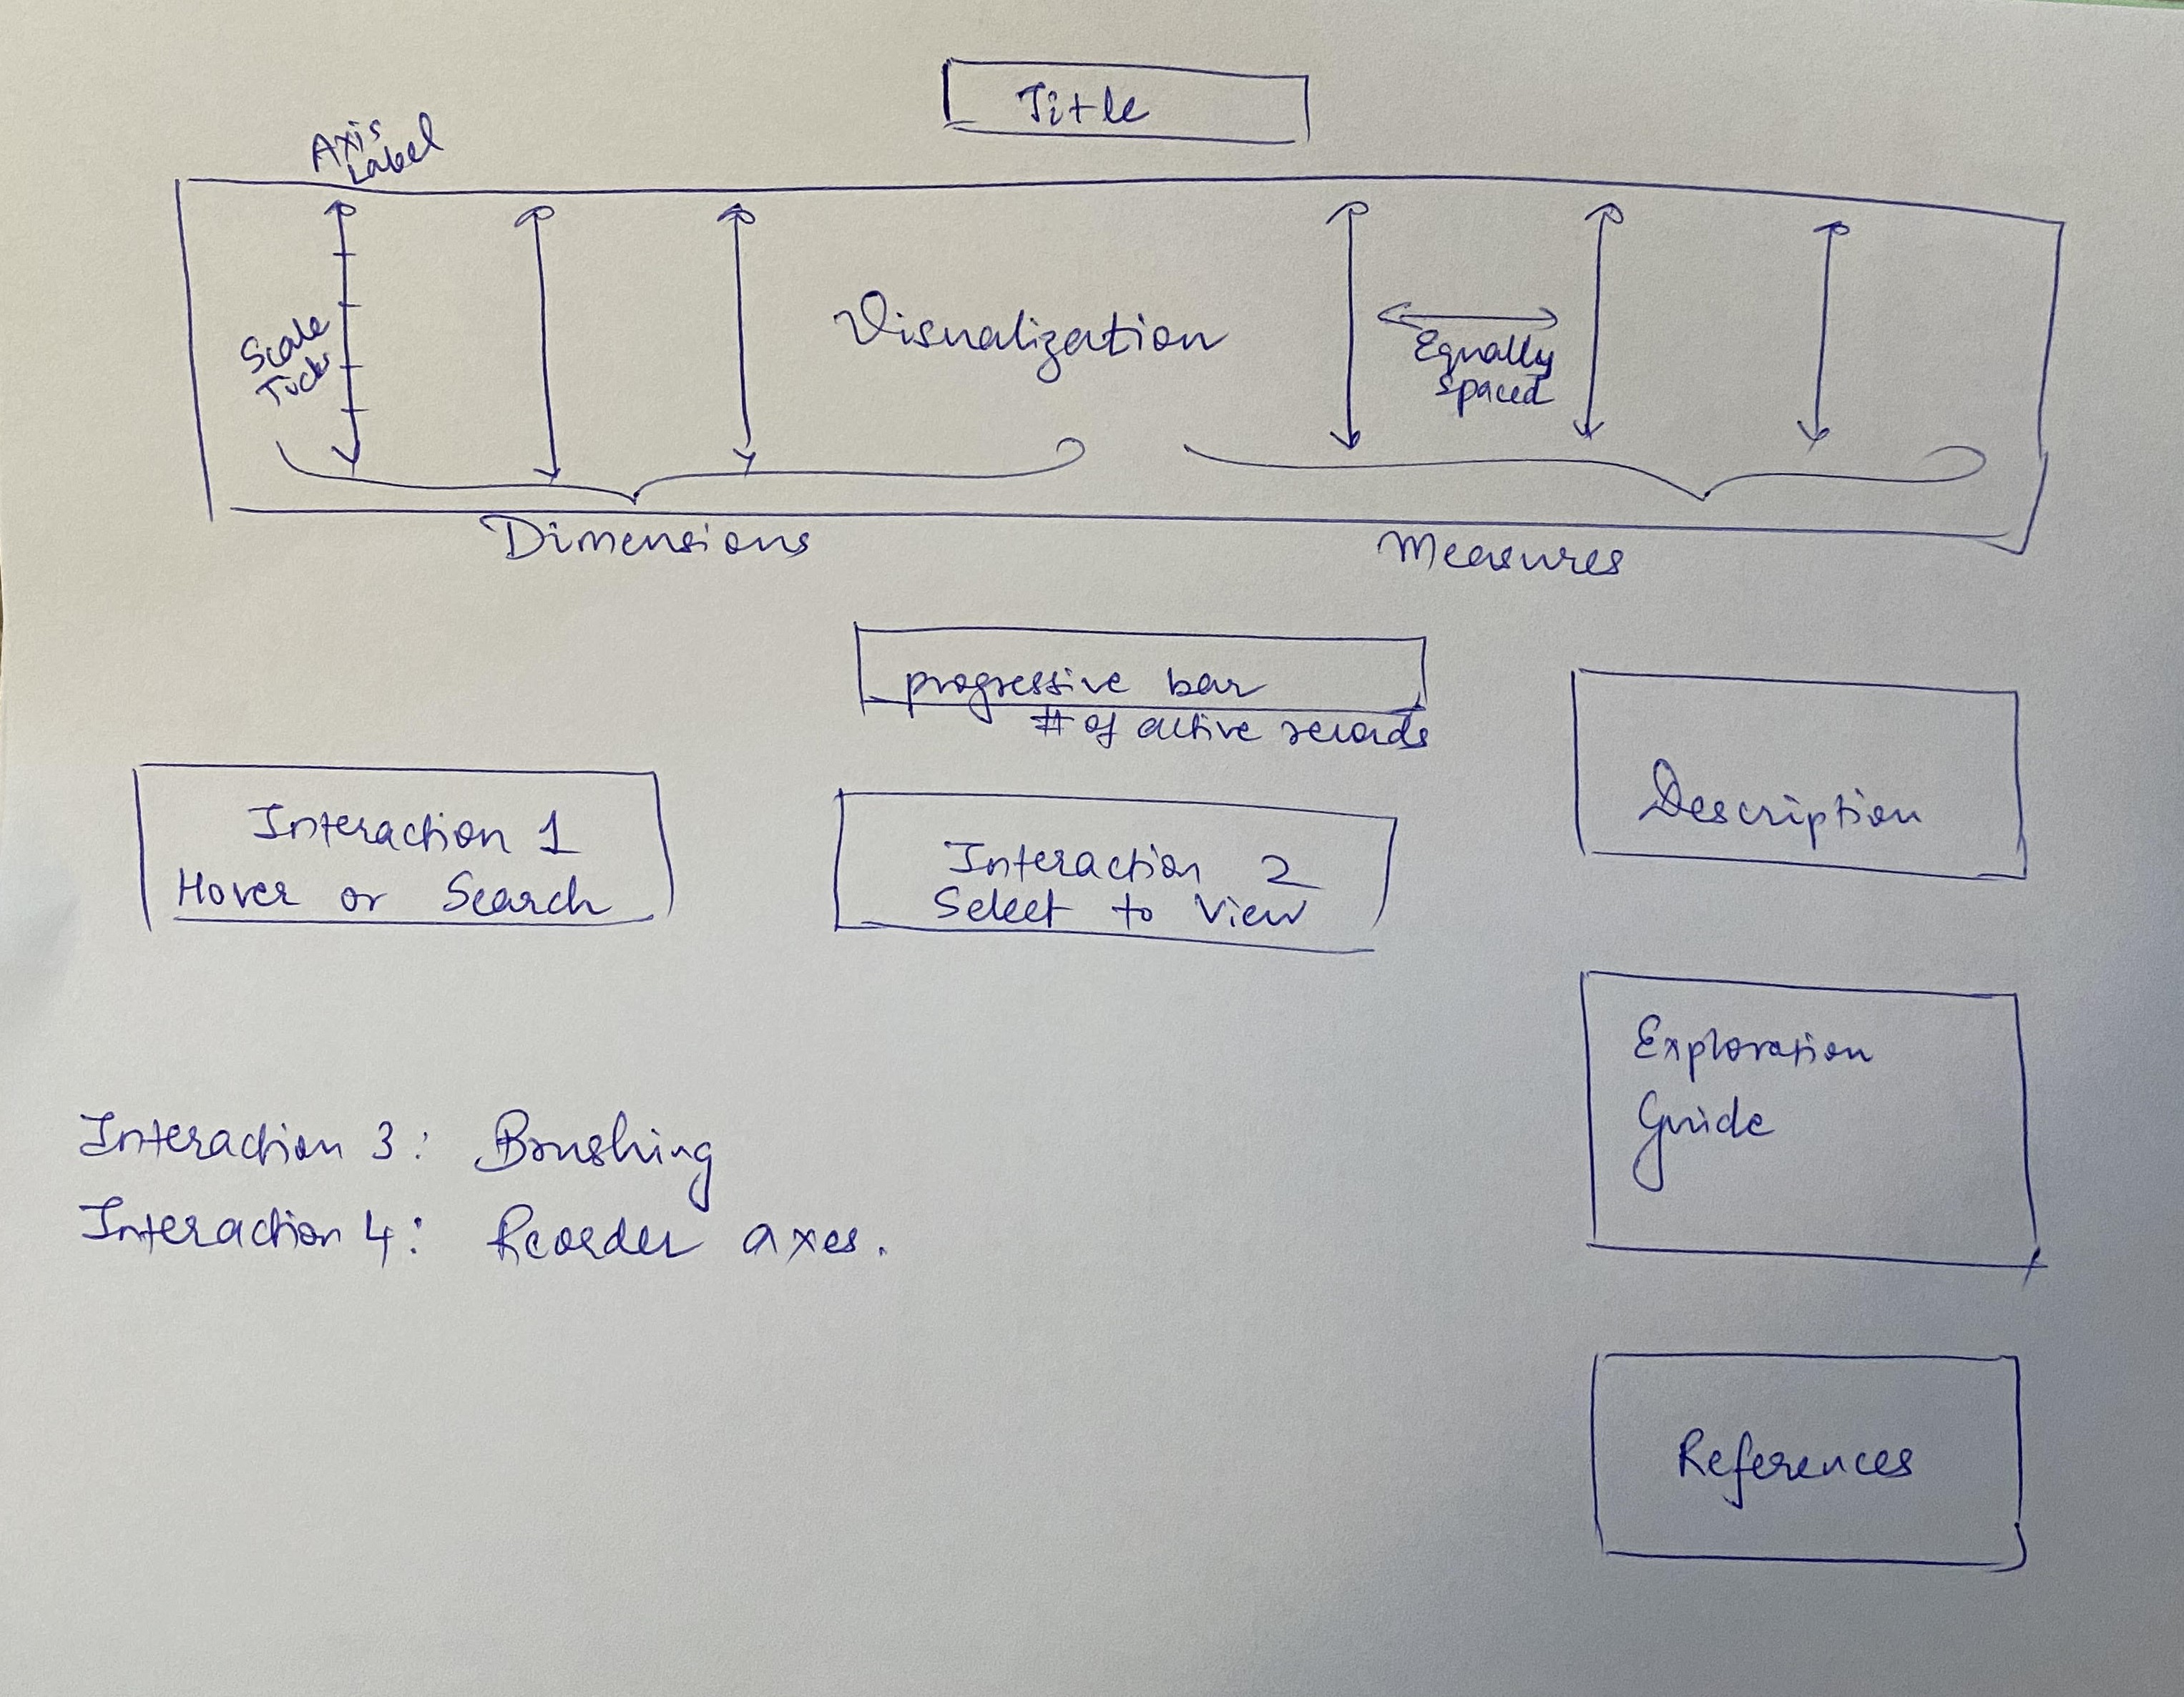 Title
Axis
Label
Scale
Ticks
Visualization
Equally
spaced
Dimensions
Measures
progressive bar
# of active records
Interaction 1
Hover or Search
Interaction 2
Select to View
Description
Exploration
Guide
Interaction 3: Brushing
Interaction 4: Reorder axes.
References